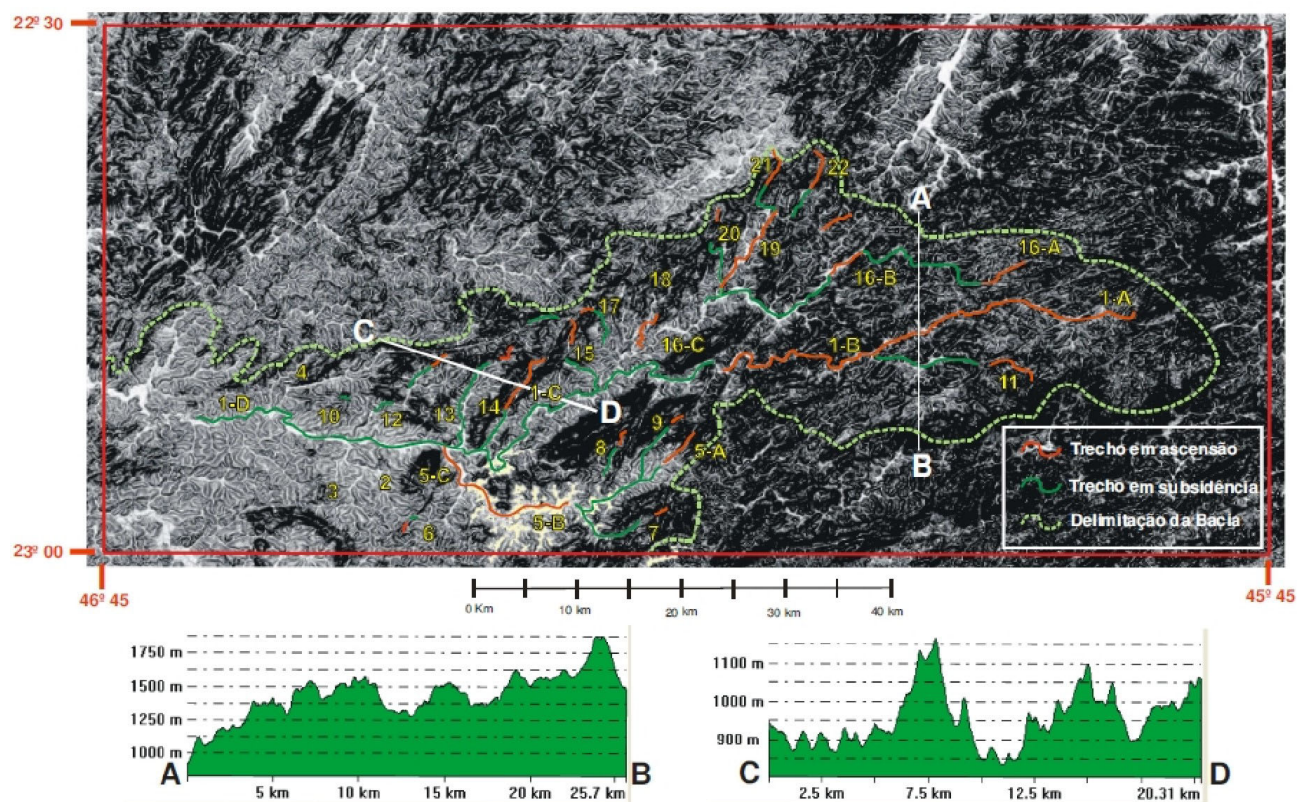 22º 30
21
22
A
20
19
16-A
18
16-B
1-A
17
C
15
16-C
1-B
4
11
1-C
1-D
14
D
10
12
13
9
8
5-A
Trecho em ascensão
B
5-C
2
3
Trecho em subsidência
5-B
7
6
Delimitação da Bacia
23º 00
46º 45
45º 45
0 Km
10 km
20 km
30 km
40 km
1750 m
1500 m
1250 m
1000 m
A
B
5 km
10 km
15 km
20 km
25.7 km
1100 m
1000 m
900 m
C
D
2.5 km
7.5 km
12.5 km
20.31 km